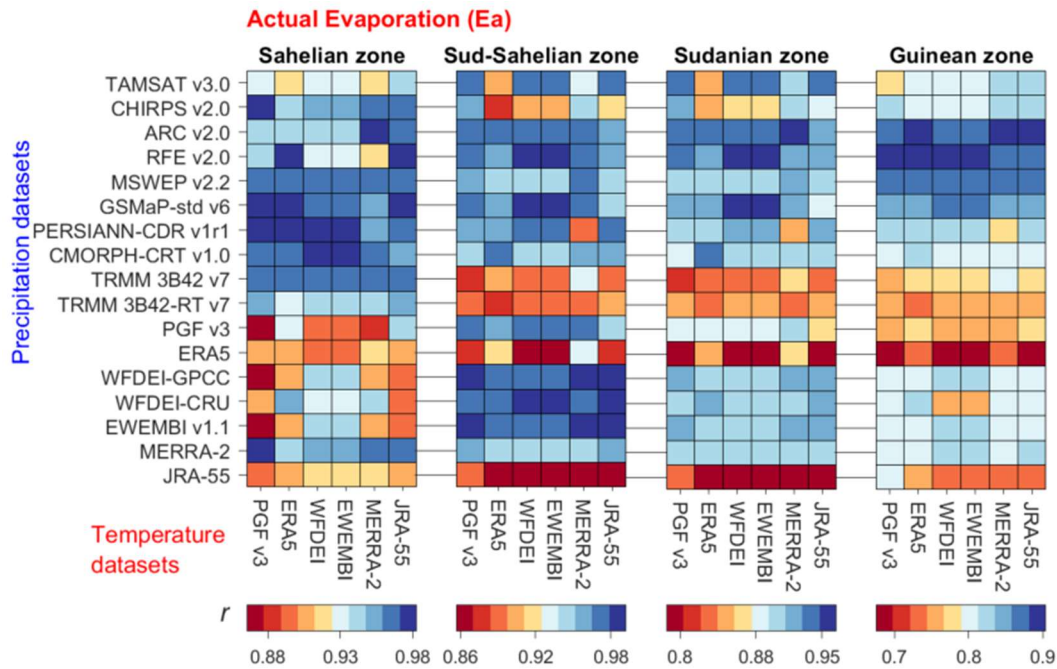 Actual Evaporation (Ea)
Sahelian zone Sud-Sahelian zone Sudanian zone Guinean zone
Precipitation datasets
TAMSAT v3.0
CHIRPS v2.0
ARC v2.0
RFE v2.0
MSWEP v2.2
GSMaP-std v6
PERSIANN-CDR v1r1
CMORPH-CRT v1.0
TRMM 3B42 v7
TRMM 3B42-RT v7
PGF v3
ERA5
WFDEI-GPCC
WFDEI-CRU
EWEMBI v1.1
MERRA-2
JRA-55
Temperature
datasets
PGF v3 ERA5 WFDEI EWEMBI MERRA-2 JRA-55 PGF v3 ERA5 WFDEI EWEMBI MERRA-2 JRA-55 PGF v3 ERA5 WFDEI EWEMBI MERRA-2 JRA-55 PGF v3 ERA5 WFDEI EWEMBI MERRA-2 JRA-55
r
0.88 0.93 0.98 0.86 0.92 0.98 0.8 0.88 0.95 0.7 0.8 0.9